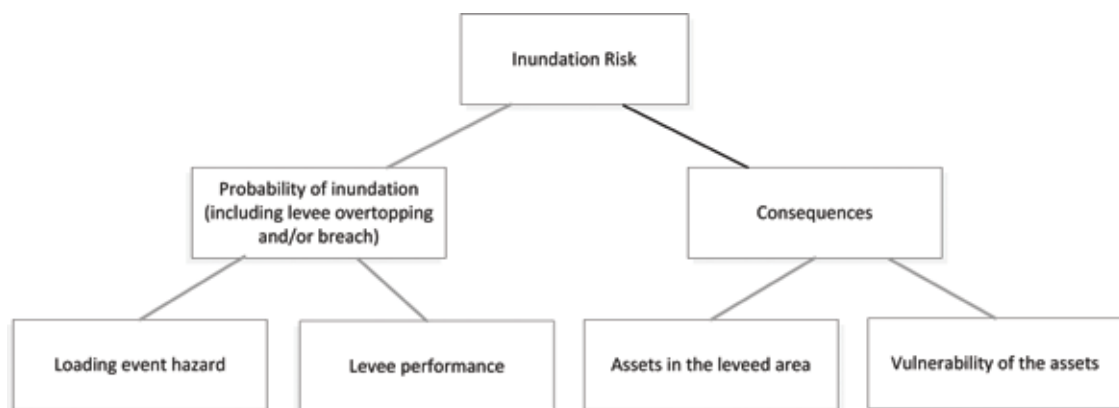 Inundation Risk
Probability of inundation
(including levee overtopping
and/or breach)
Consequences
Loading event hazard
Levee performance
Assets in the leveed area
Vulnerability of the assets